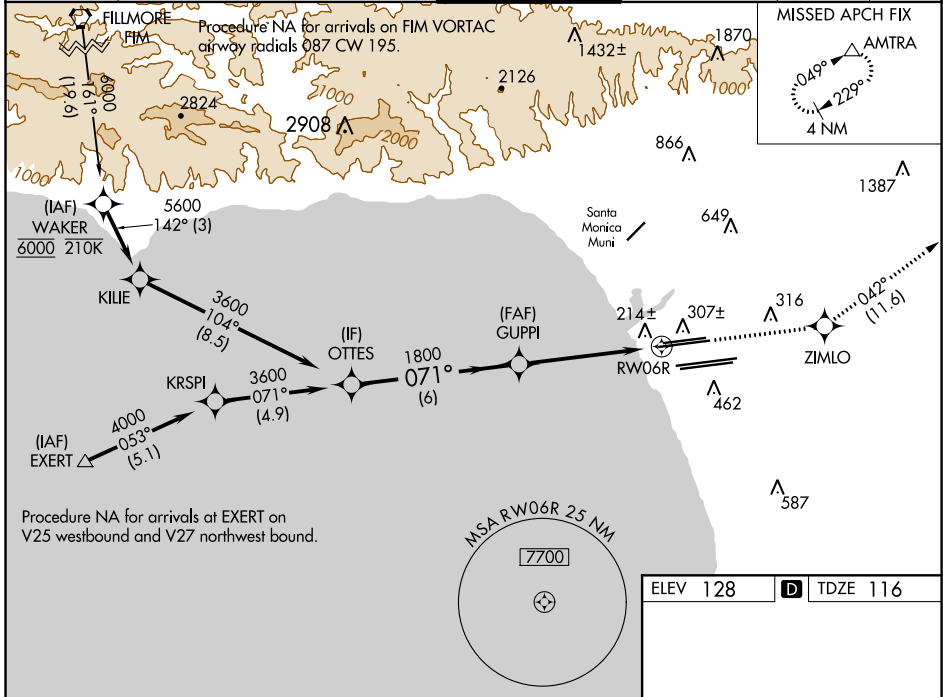 FILLMORE
FIM
Procedure NA for arrivals on FIM VORTAC
airway radials 087 CW 195.
MISSED APCH FIX
AMTRA
049°
229°
4 NM
6000
161°
(19.6)
2824
2908
1000
2000
2126
1432±
1870
1000
1000
866
1387
649
(IAF)
WAKER
6000 210K
5600
142° (3)
KILIE
3600
104°
(8.5)
Santa
Monica
Muni
(IF)
OTTES
1800
071°
(6)
(FAF)
GUPPI
214±
307±
316
RW06R
ZIMLO
042°
(11.6)
462
587
KRSPI
3600
071°
(4.9)
(IAF)
EXERT
4000
053°
(5.1)
Procedure NA for arrivals at EXERT on
V25 westbound and V27 northwest bound.
MSA RW06R 25 NM
7700
ELEV 128 D TDZE 116